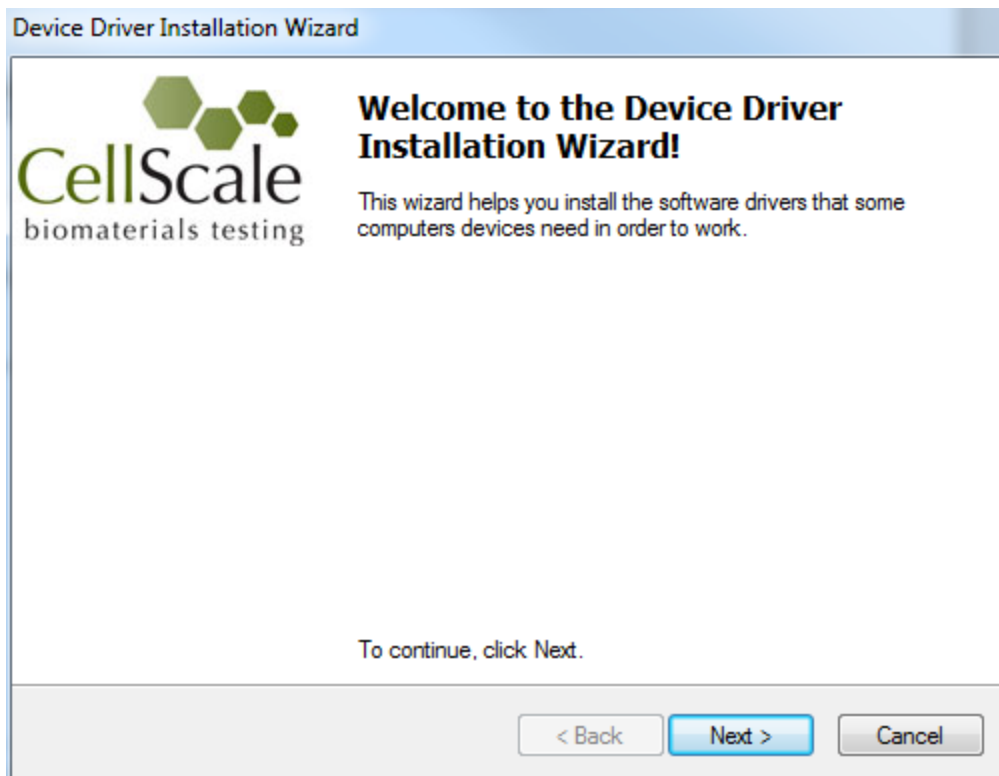 Device Driver Installation Wizard
CellScale
biomaterials testing
Welcome to the Device Driver
Installation Wizard!
This wizard helps you install the software drivers that some
computers devices need in order to work.
To continue, click Next.
< Back
Next >
Cancel